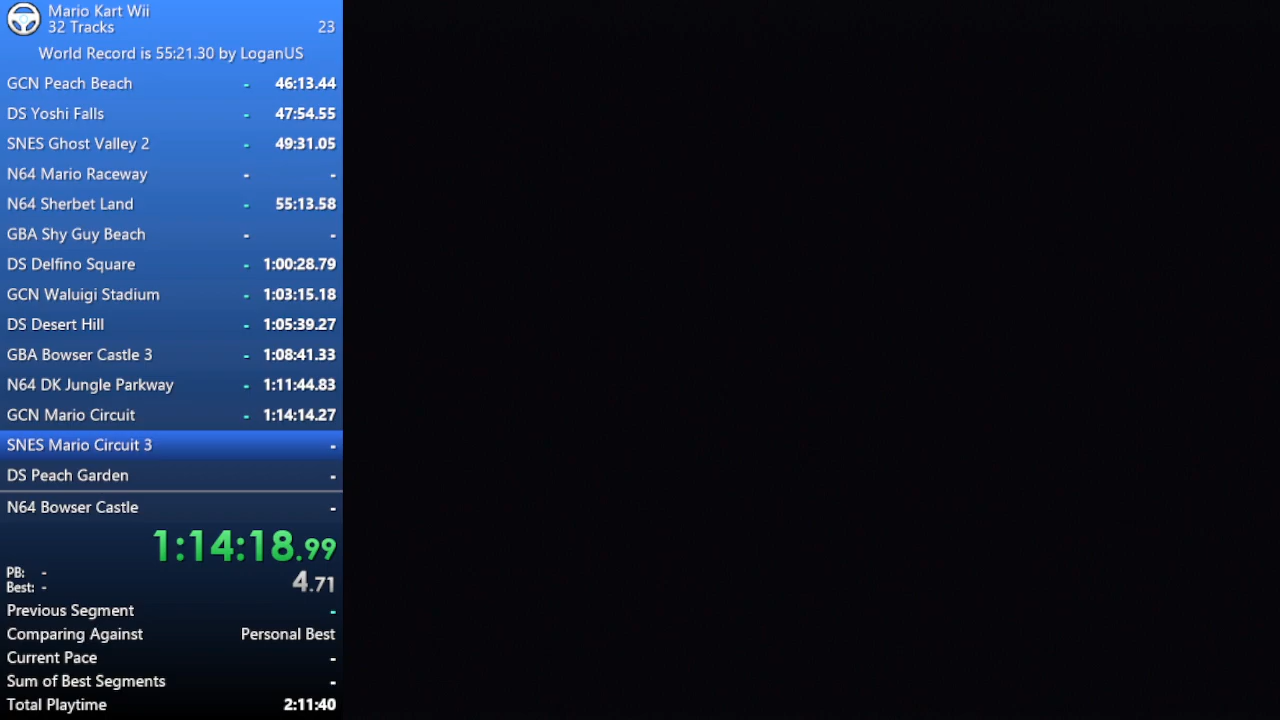 Mario Kart Wii
32 Tracks 23
World Record is 55:21.30 by LoganUS
GCN Peach Beach - 46:13.44
DS Yoshi Falls - 47:54.55
SNES Ghost Valley 2 - 49:31.05
N64 Mario Raceway - -
N64 Sherbet Land - 55:13.58
GBA Shy Guy Beach - -
DS Delfino Square - 1:00:28.79
GCN Waluigi Stadium - 1:03:15.18
DS Desert Hill - 1:05:39.27
GBA Bowser Castle 3 - 1:08:41.33
N64 DK Jungle Parkway - 1:11:44.83
GCN Mario Circuit - 1:14:14.27
SNES Mario Circuit 3 -
DS Peach Garden -
N64 Bowser Castle -
1:14:18.99
PB: -
Best: - 4.71
Previous Segment -
Comparing Against Personal Best
Current Pace -
Sum of Best Segments -
Total Playtime 2:11:40